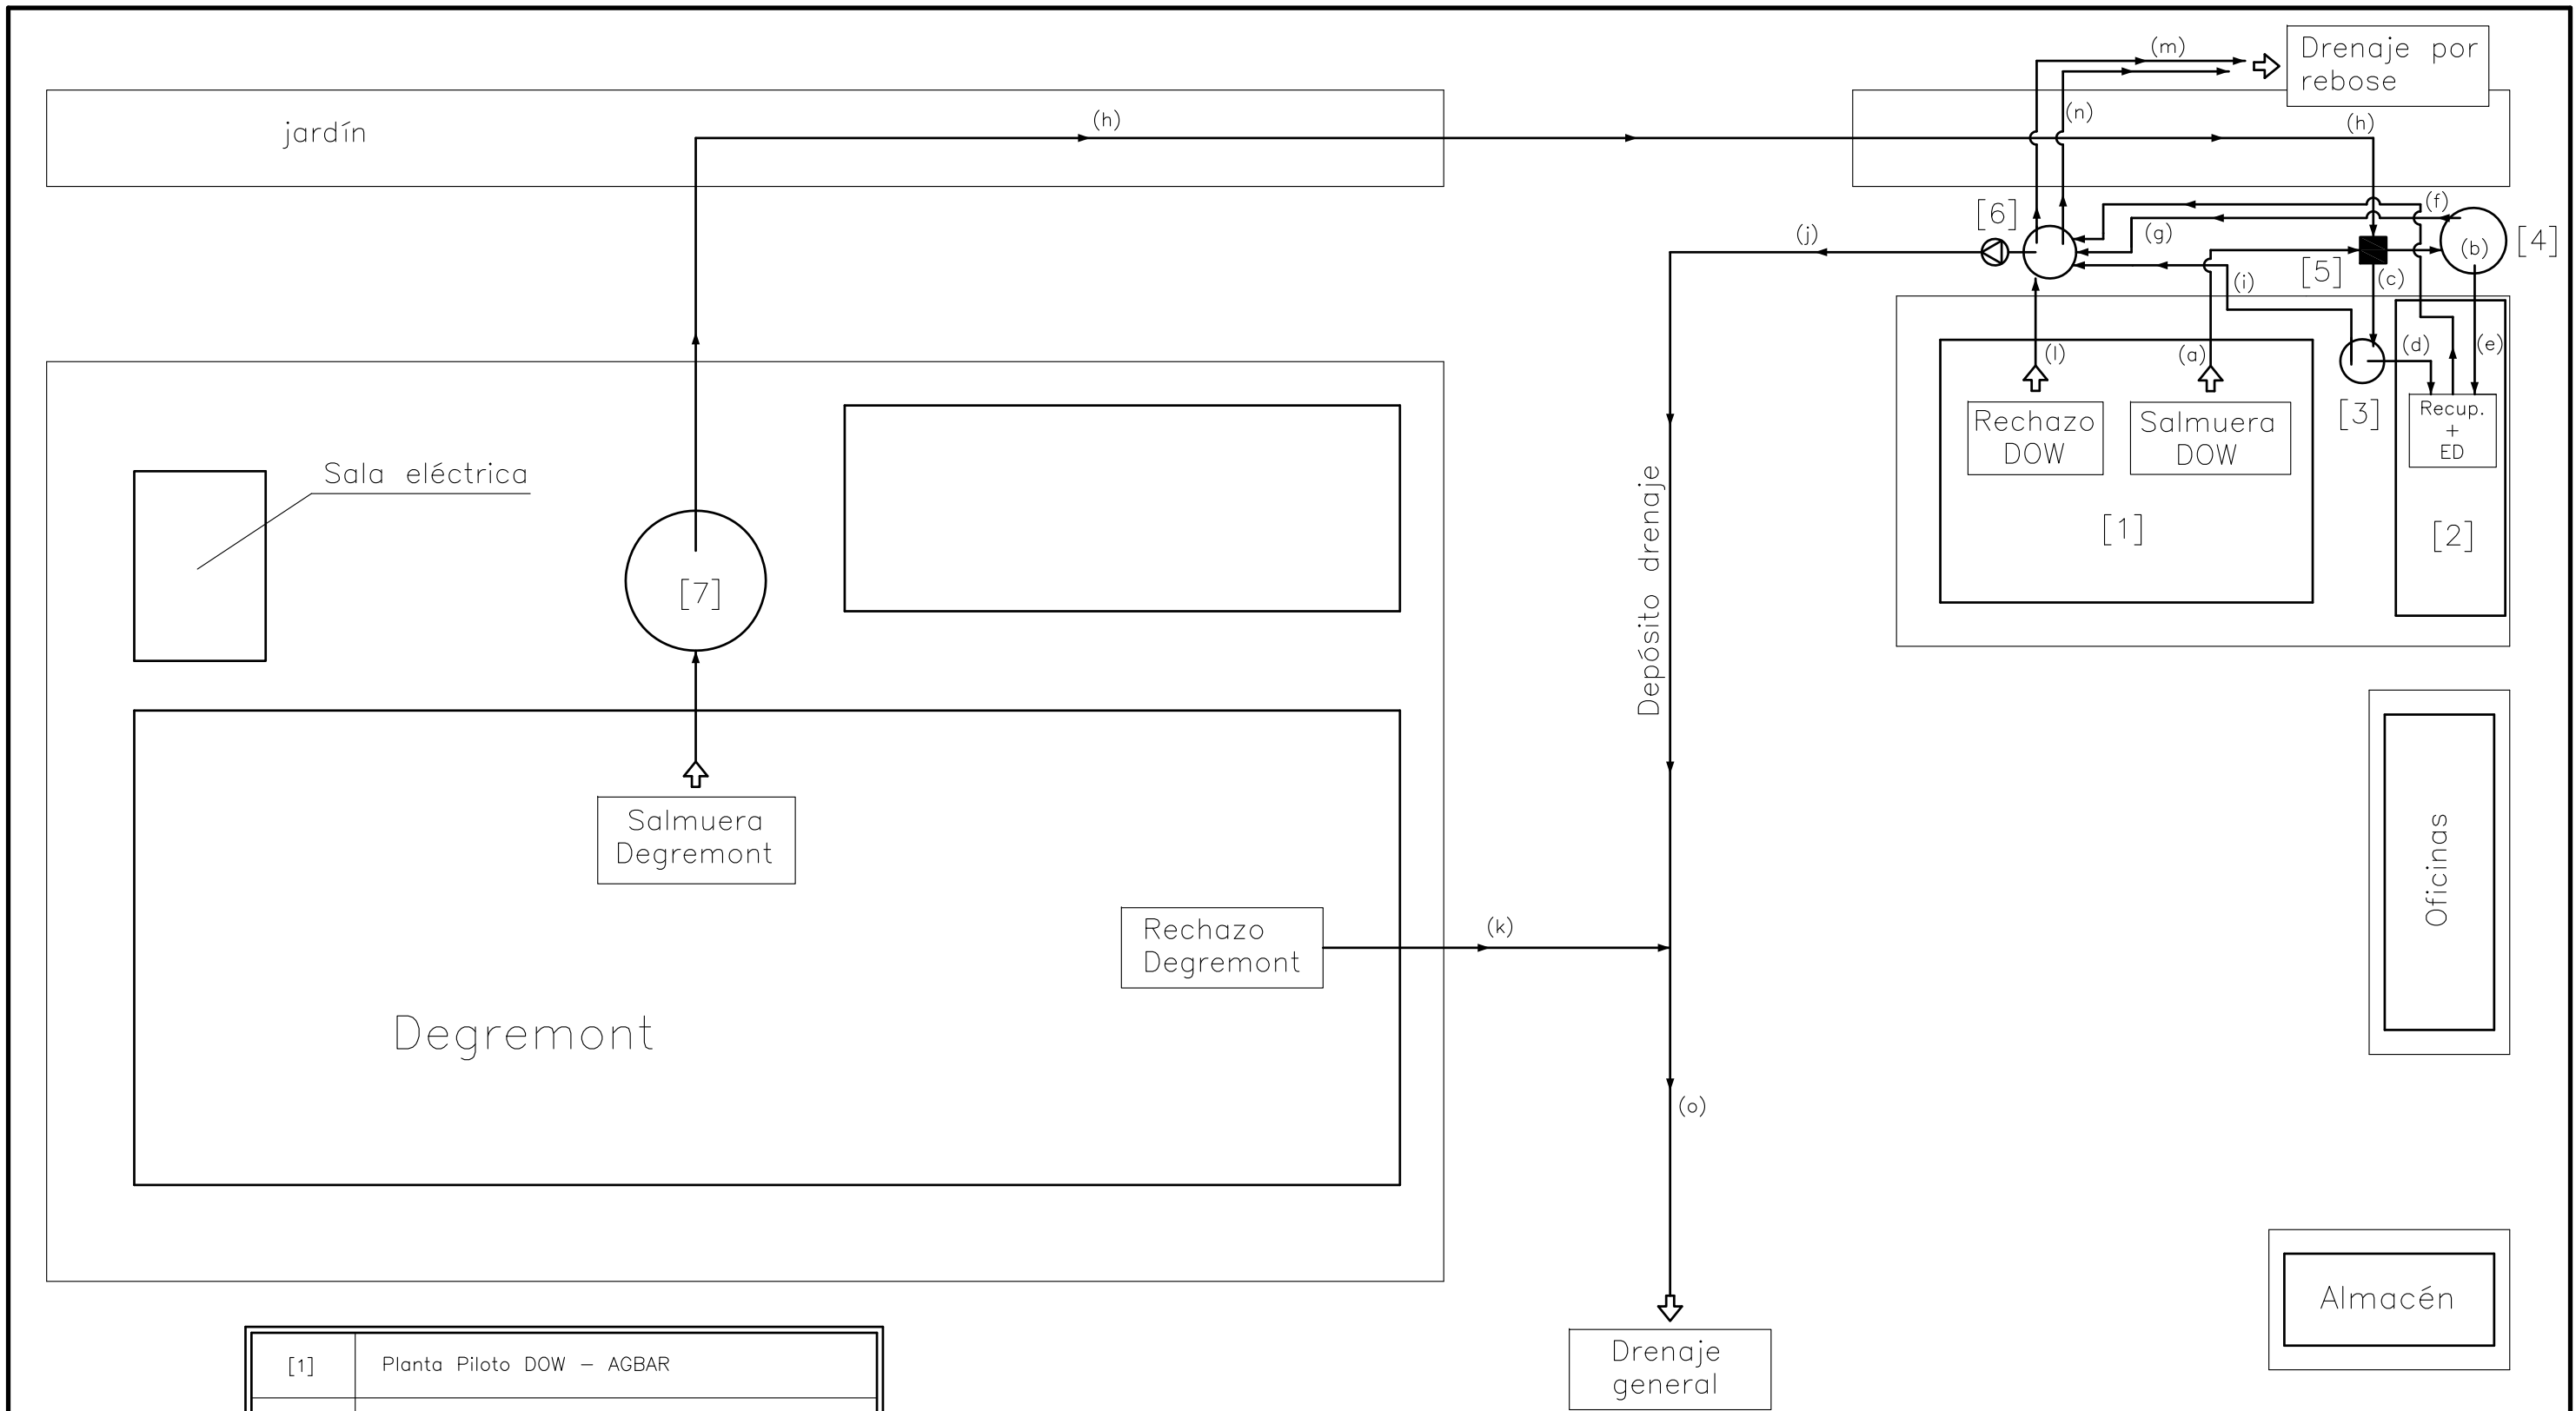 Drenaje por
rebose
(m)
(n)
(h)
(h)
jardín
[6]
(f)
(g)
(j)
[5]
(b)
[4]
(c)
(i)
(l)
(a)
(d)
(e)
[3]
Rechazo
DOW
Salmuera
DOW
Recup.
+
ED
[1]
[2]
Sala eléctrica
[7]
Depósito drenaje
Salmuera
Degremont
Rechazo
Degremont
(k)
Oficinas
Degremont
(o)
Almacén
Drenaje
general
[1] Planta Piloto DOW – AGBAR